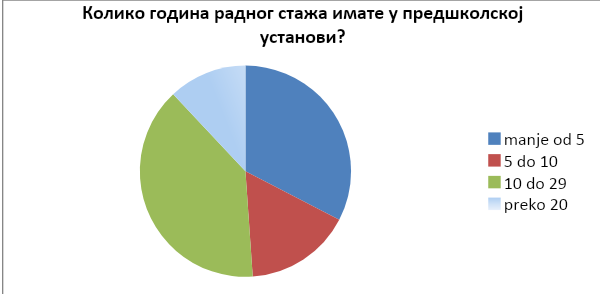 Колико година радног стажа имате у предшколској
установи?
manje od 5
5 do 10
10 do 29
preko 20